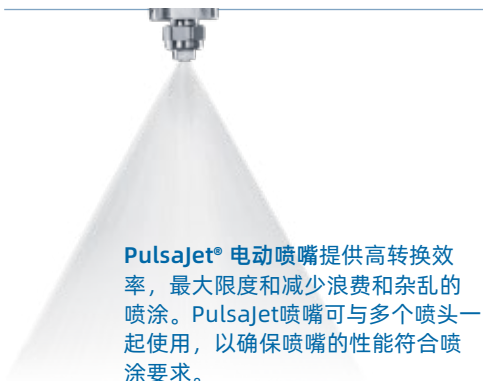 PulsaJet® 电动喷嘴提供高转换效
率，最大限度和减少浪费和杂乱的
喷涂。PulsaJet喷嘴可与多个喷头一
起使用，以确保喷嘴的性能符合喷
涂要求。